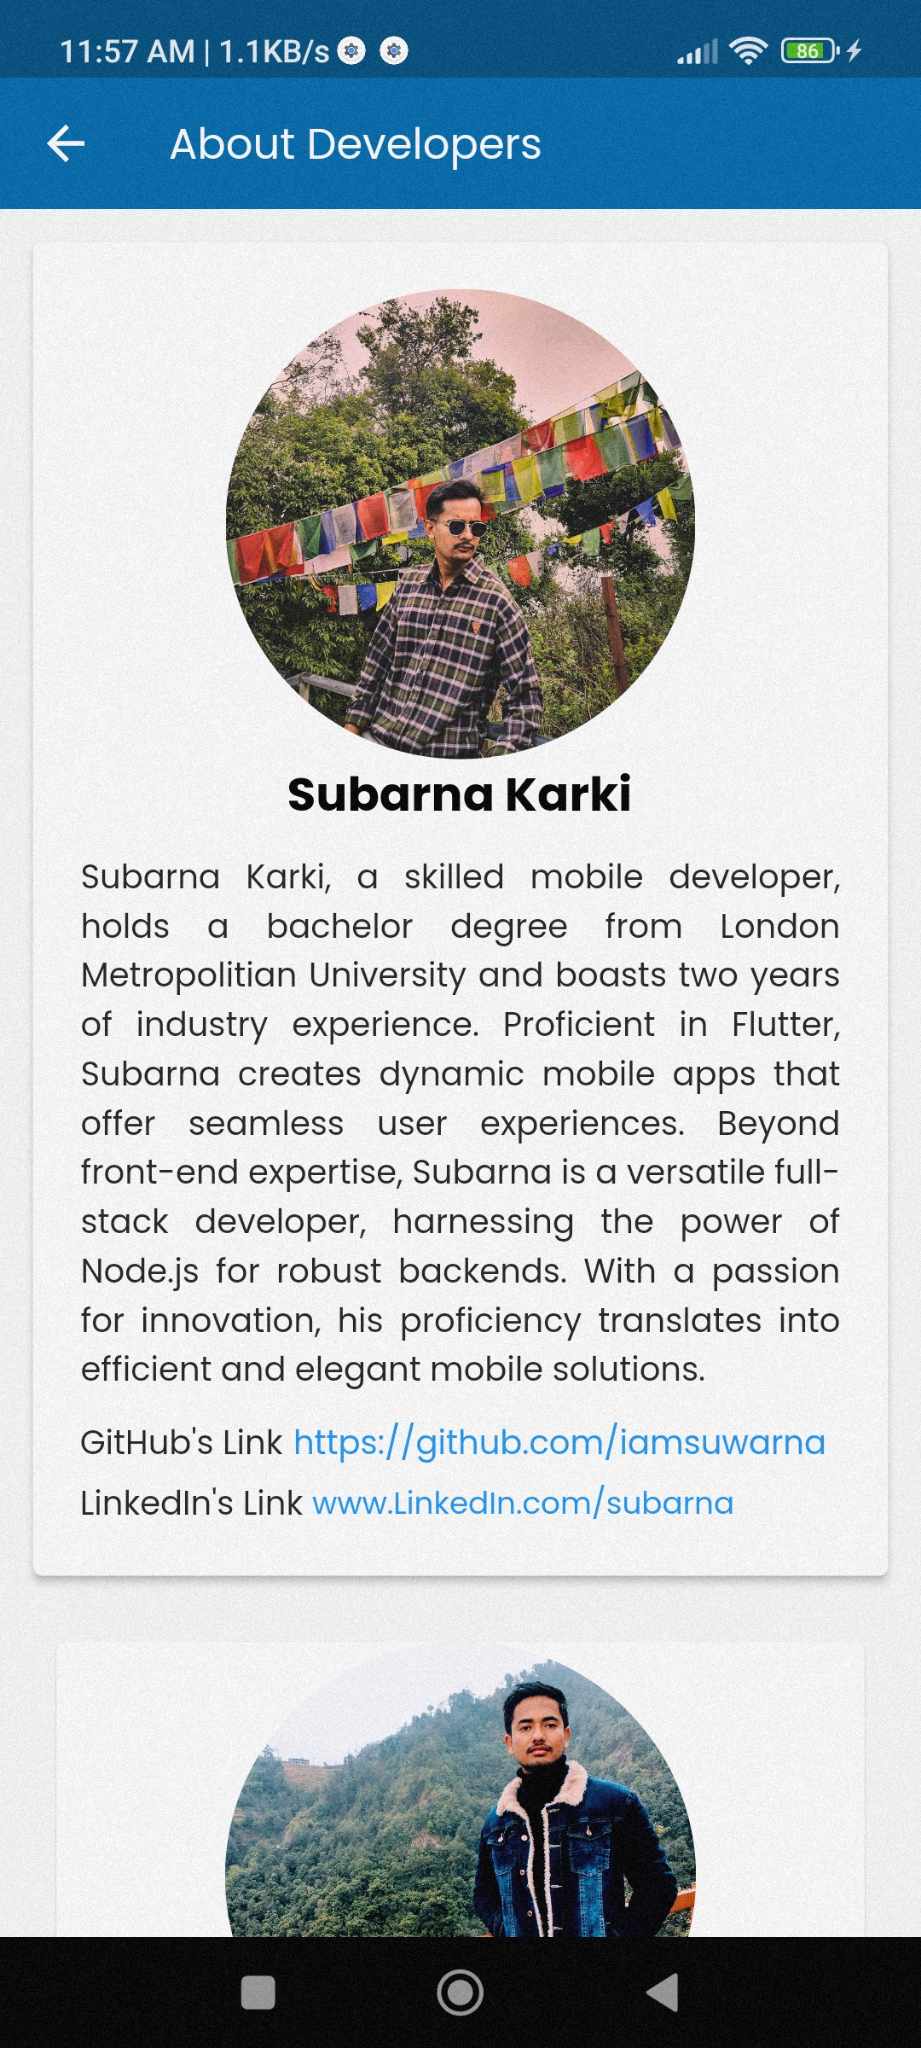 11:57 AM | 1.1KB/s
86
About Developers
Subarna Karki
Subarna Karki, a skilled mobile developer,
holds a bachelor degree from London
Metropolitian University and boasts two years
of industry experience. Proficient in Flutter,
Subarna creates dynamic mobile apps that
offer seamless user experiences. Beyond
front-end expertise, Subarna is a versatile full-
stack developer, harnessing the power of
Node.js for robust backends. With a passion
for innovation, his proficiency translates into
efficient and elegant mobile solutions.
GitHub's Link https://github.com/iamsuwarna
LinkedIn's Link www.LinkedIn.com/subarna